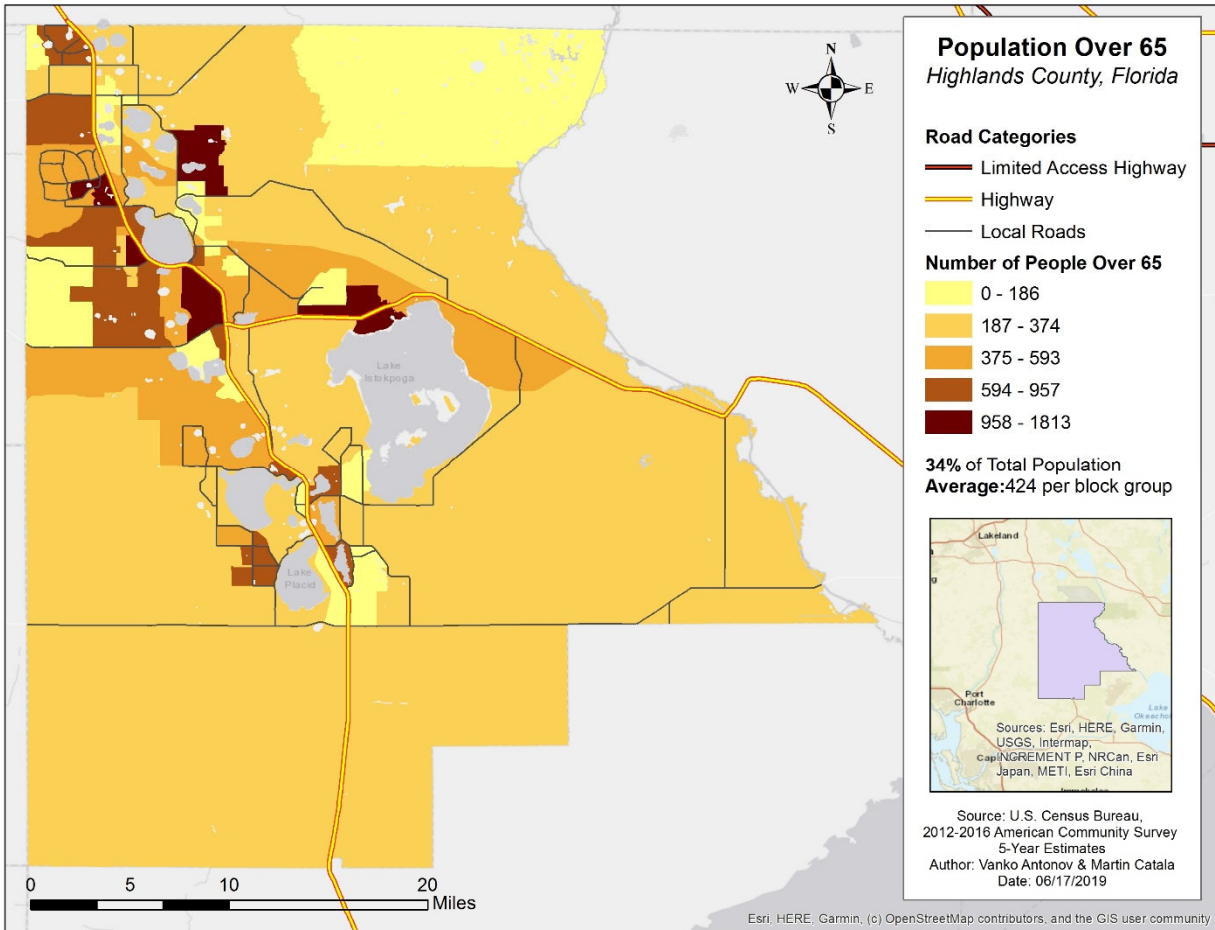 Population Over 65
Highlands County, Florida
Road Categories
Limited Access Highway
Highway
Local Roads
Number of People Over 65
0 - 186
187 - 374
375 - 593
594 - 957
958 - 1813
34% of Total Population
Average:424 per block group
N
W
E
S
Lake
Istokpoga
Lake
Placid
Lakeland
Port
Charlotte
Lake
Sources: Esri, HERE, Garmin,
USGS, Intermap,
INCREMENT P, NRCan, Esri
Japan, METI, Esri China
Source: U.S. Census Bureau,
2012-2016 American Community Survey
5-Year Estimates
Author: Vanko Antonov & Martin Catala
Date: 06/17/2019
0 5 10 20
Miles
Esri, HERE, Garmin, (c) OpenStreetMap contributors, and the GIS user community